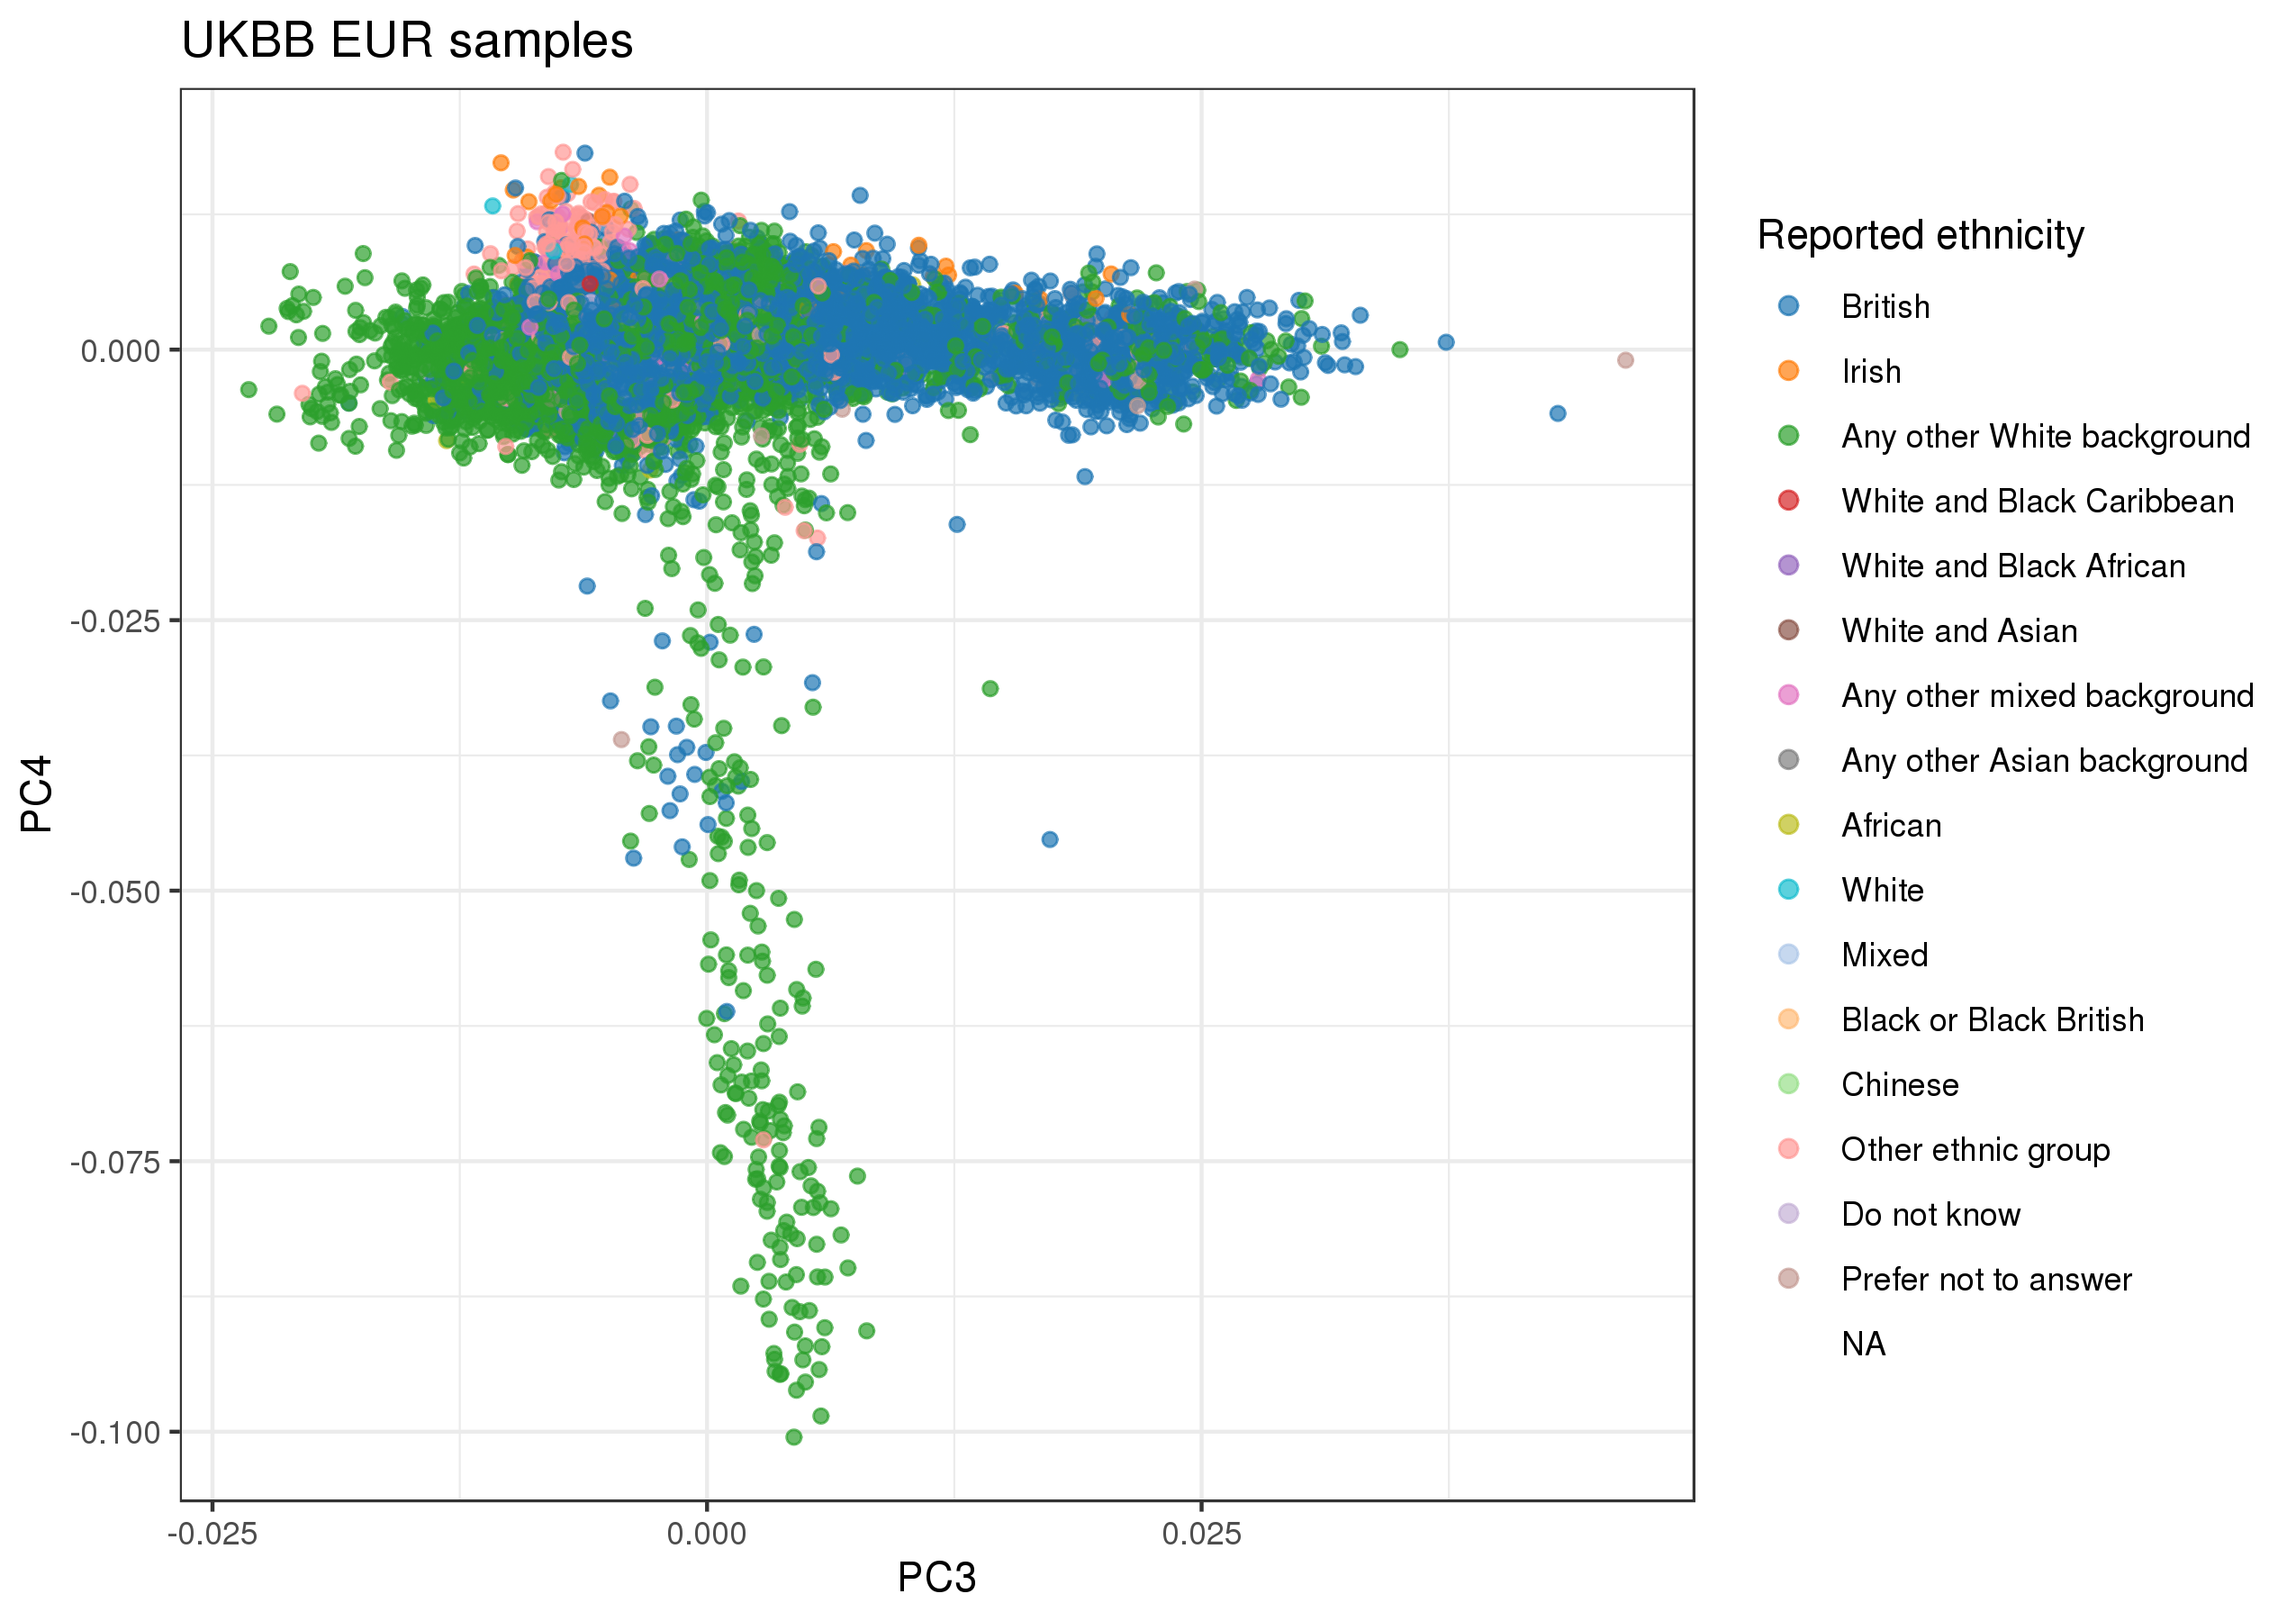 UKBB EUR samples
0.000
-0.025
-0.050
-0.075
-0.100
PC4
-0.025
0.000
0.025
PC3
Reported ethnicity
British
Irish
Any other White background
White and Black Caribbean
White and Black African
White and Asian
Any other mixed background
Any other Asian background
African
White
Mixed
Black or Black British
Chinese
Other ethnic group
Do not know
Prefer not to answer
NA